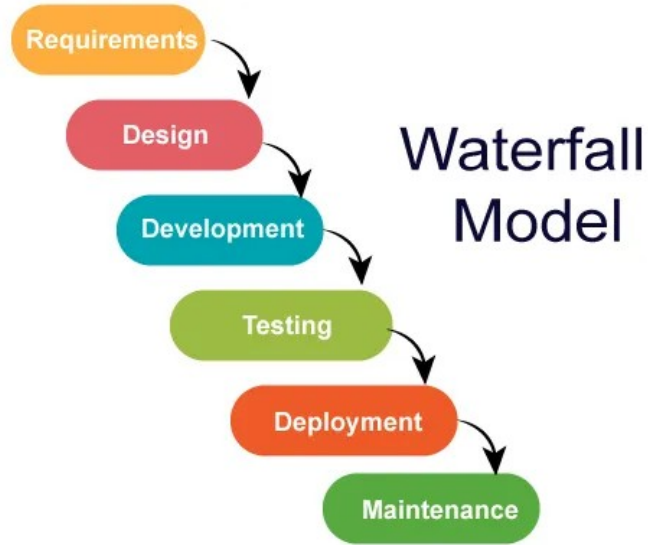 Requirements
Design
Waterfall
Model
Development
Testing
Deployment
Maintenance